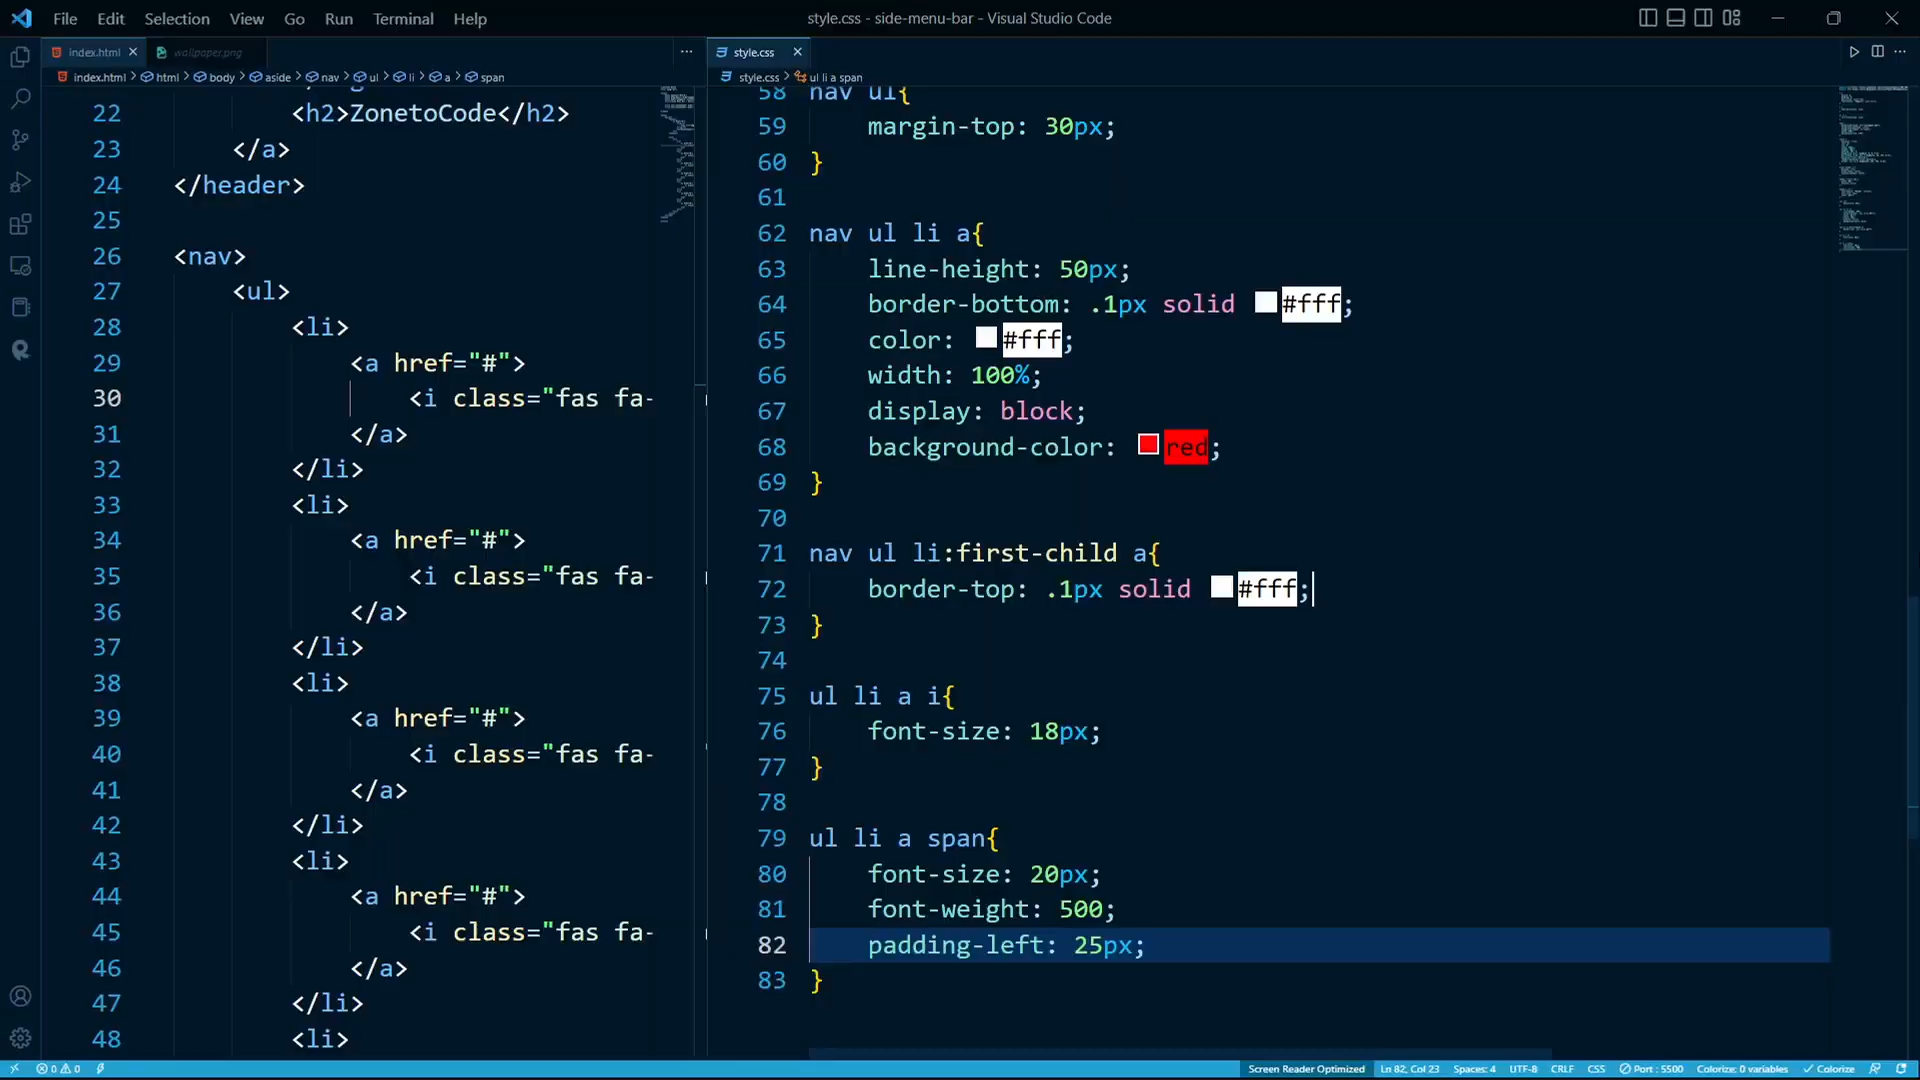 File Edit Selection View Go Run Terminal Help
style.css - side-menu-bar - Visual Studio Code
index.html
wallpaper.png
index.html > html > body > aside > nav > ul > li > a > span
22 <h2>ZonetoCode</h2>
23 </a>
24 </header>
25
26 <nav>
27 <ul>
28 <li>
29 <a href="#">
30 <i class="fas fa-
31 </a>
32 </li>
33 <li>
34 <a href="#">
35 <i class="fas fa-
36 </a>
37 </li>
38 <li>
39 <a href="#">
40 <i class="fas fa-
41 </a>
42 </li>
43 <li>
44 <a href="#">
45 <i class="fas fa-
46 </a>
47 </li>
48 <li>
style.css
style.css > ul li a span
58 nav ul{
59 margin-top: 30px;
60 }
61
62 nav ul li a{
63 line-height: 50px;
64 border-bottom: .1px solid #fff;
65 color: #fff;
66 width: 100%;
67 display: block;
68 background-color: red;
69 }
70
71 nav ul li:first-child a{
72 border-top: .1px solid #fff;
73 }
74
75 ul li a i{
76 font-size: 18px;
77 }
78
79 ul li a span{
80 font-size: 20px;
81 font-weight: 500;
82 padding-left: 25px;
83 }
0 0
Screen Reader Optimized Ln 82, Col 23 Spaces: 4 UTF-8 CRLF CSS Port : 5500 Colorize: 0 variables Colorize